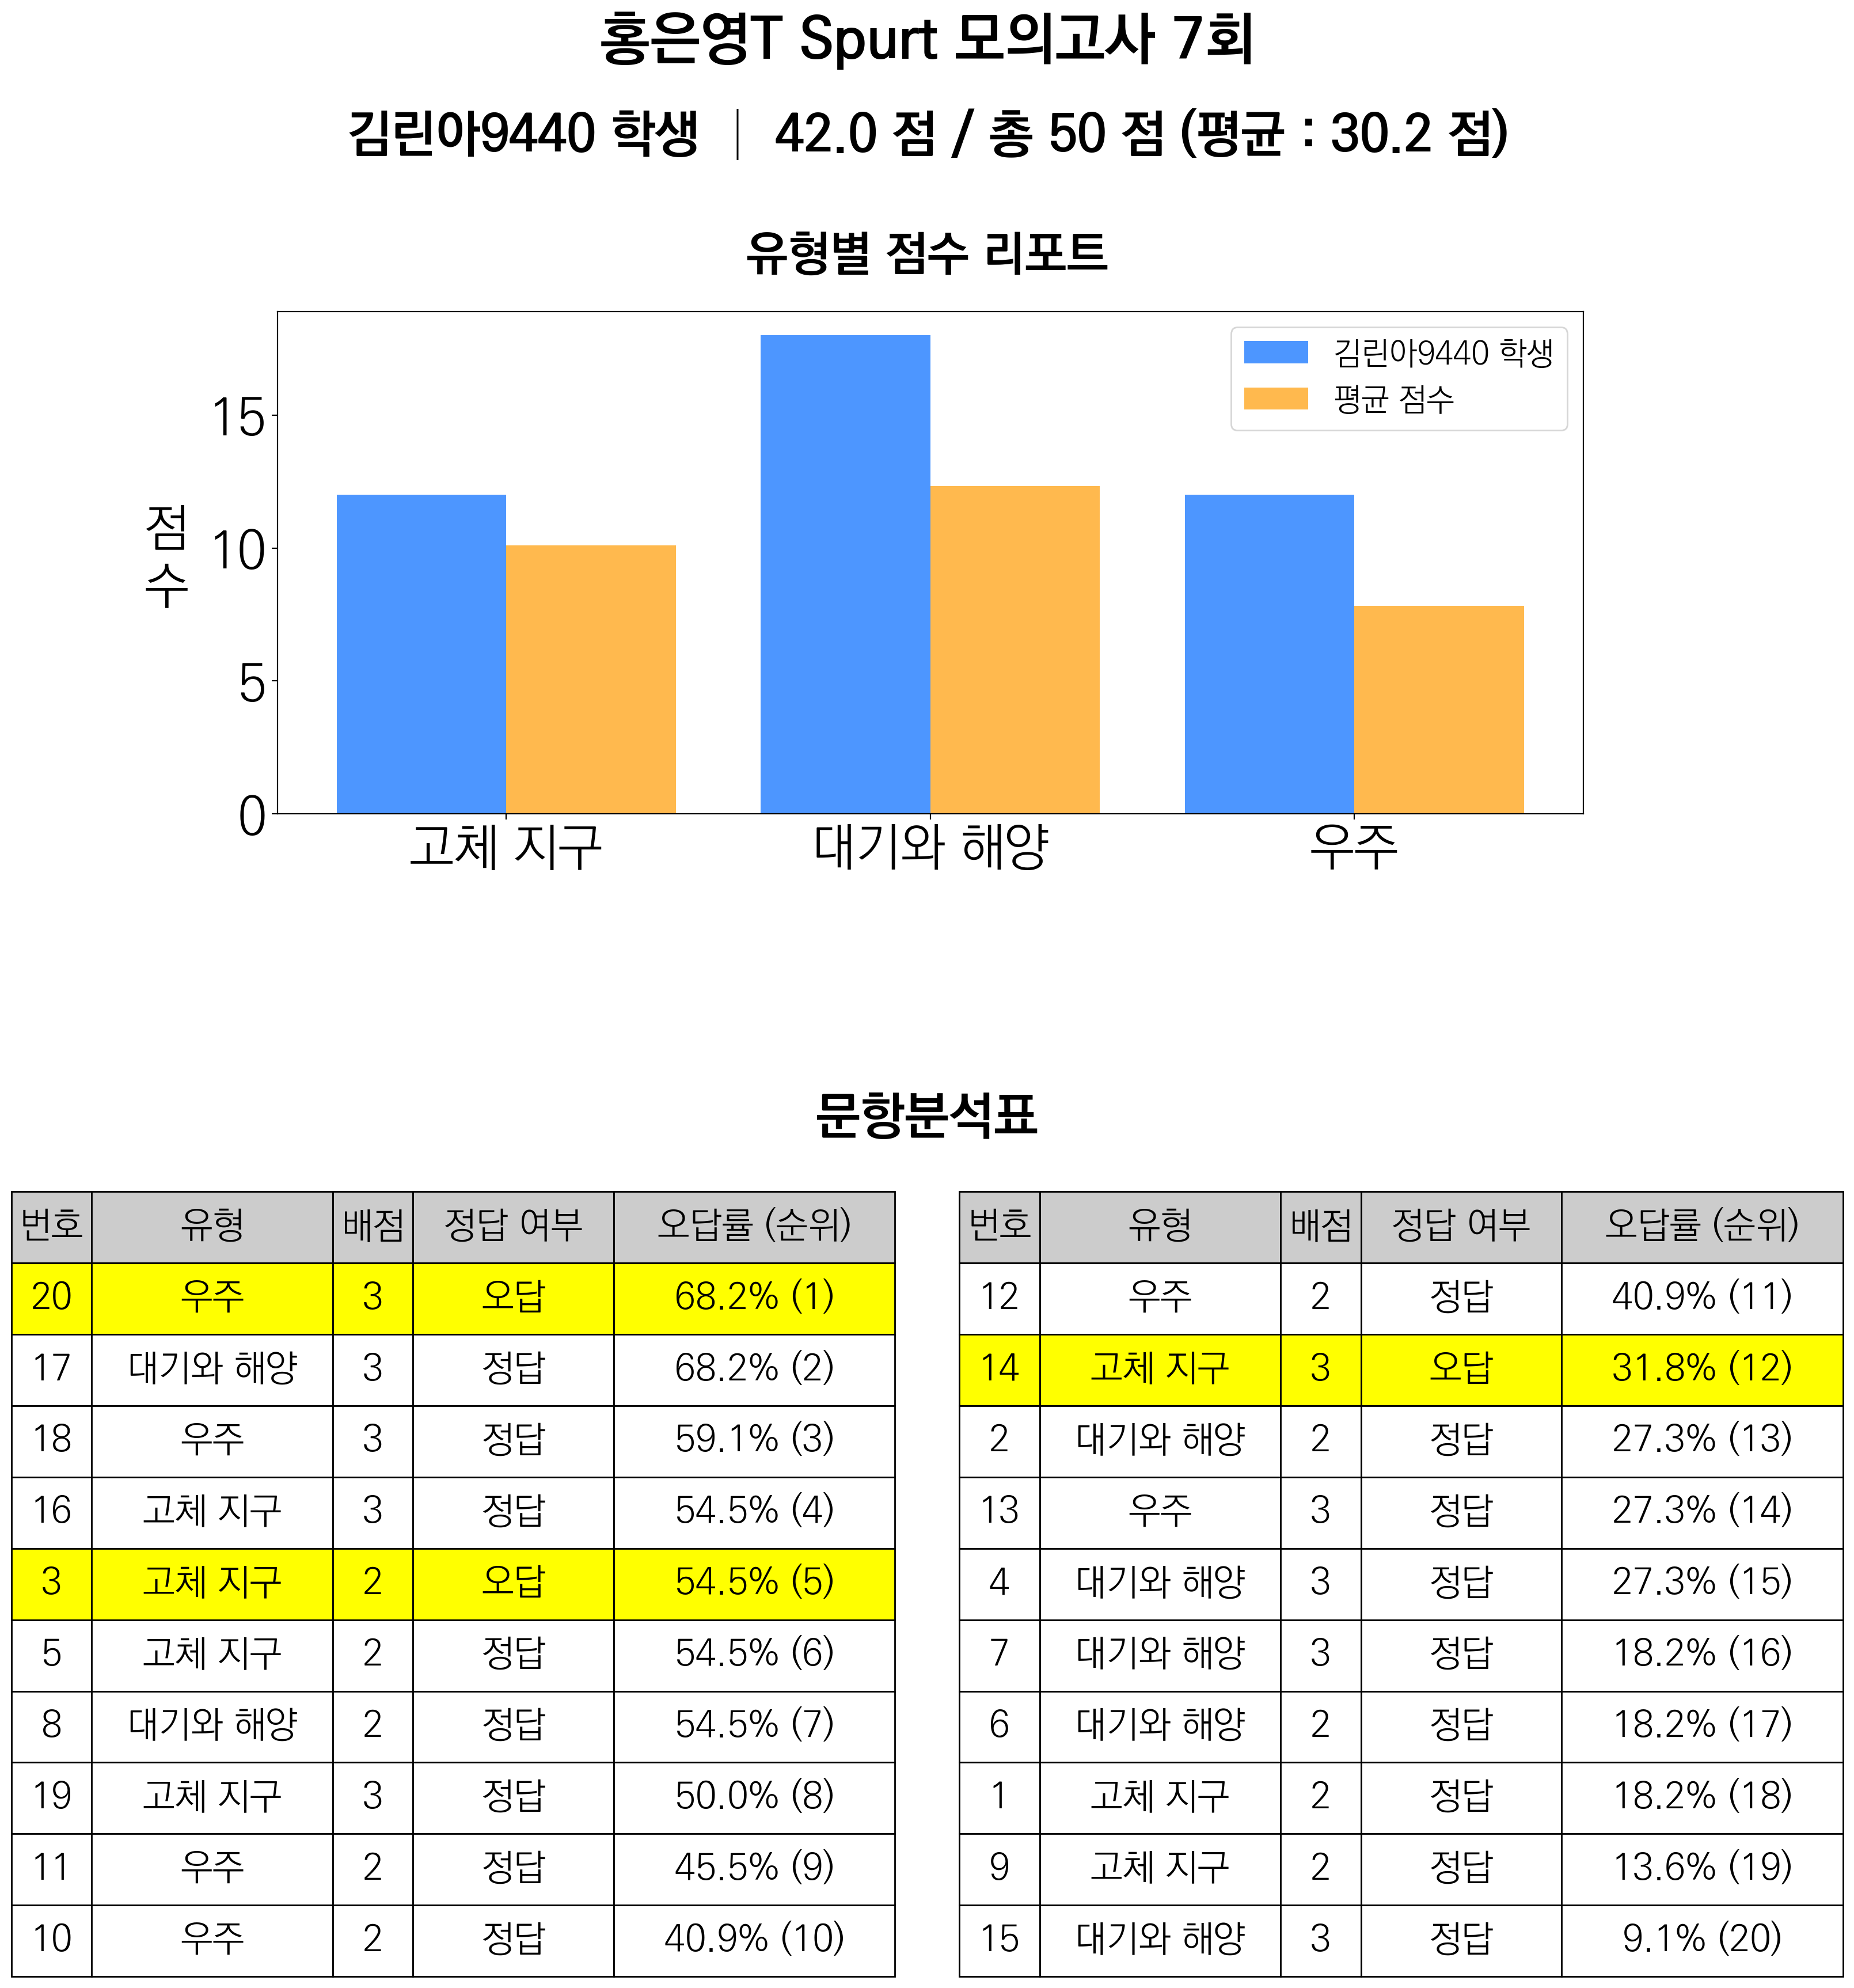 홍은영T Spurt 모의고사 7회
김린아9440 학생 | 42.0 점 / 총 50 점 (평균 : 30.2 점)
유형별 점수 리포트
김린아9440 학생
평균 점수
점수
15
10
5
0
고체 지구 대기와 해양 우주
문항분석표
번호 유형 배점 정답 여부 오답률 (순위)
20 우주 3 오답 68.2% (1)
17 대기와 해양 3 정답 68.2% (2)
18 우주 3 정답 59.1% (3)
16 고체 지구 3 정답 54.5% (4)
3 고체 지구 2 오답 54.5% (5)
5 고체 지구 2 정답 54.5% (6)
8 대기와 해양 2 정답 54.5% (7)
19 고체 지구 3 정답 50.0% (8)
11 우주 2 정답 45.5% (9)
10 우주 2 정답 40.9% (10)
번호 유형 배점 정답 여부 오답률 (순위)
12 우주 2 정답 40.9% (11)
14 고체 지구 3 오답 31.8% (12)
2 대기와 해양 2 정답 27.3% (13)
13 우주 3 정답 27.3% (14)
4 대기와 해양 3 정답 27.3% (15)
7 대기와 해양 3 정답 18.2% (16)
6 대기와 해양 2 정답 18.2% (17)
1 고체 지구 2 정답 18.2% (18)
9 고체 지구 2 정답 13.6% (19)
15 대기와 해양 3 정답 9.1% (20)